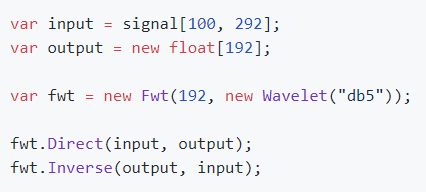 var input = signal[100, 292];
var output = new float[192];
var fwt = new Fwt(192, new Wavelet("db5"));
fwt.Direct(input, output);
fwt.Inverse(output, input);